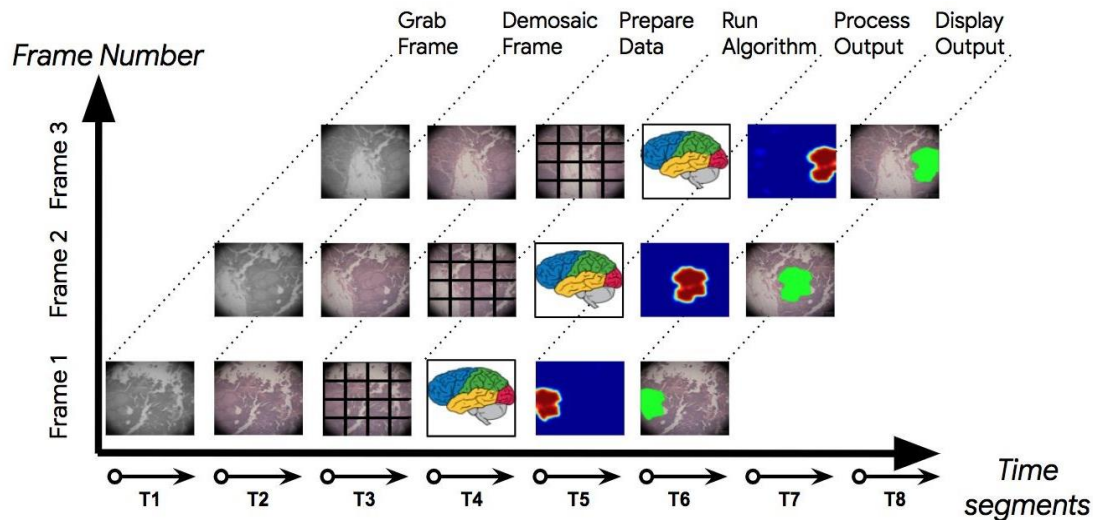 Grab Frame
Demosaic Frame
Prepare Data
Run Algorithm
Process Output
Display Output
Frame Number
Frame 3
Frame 2
Frame 1
T1
T2
T3
T4
T5
T6
T7
T8
Time segments